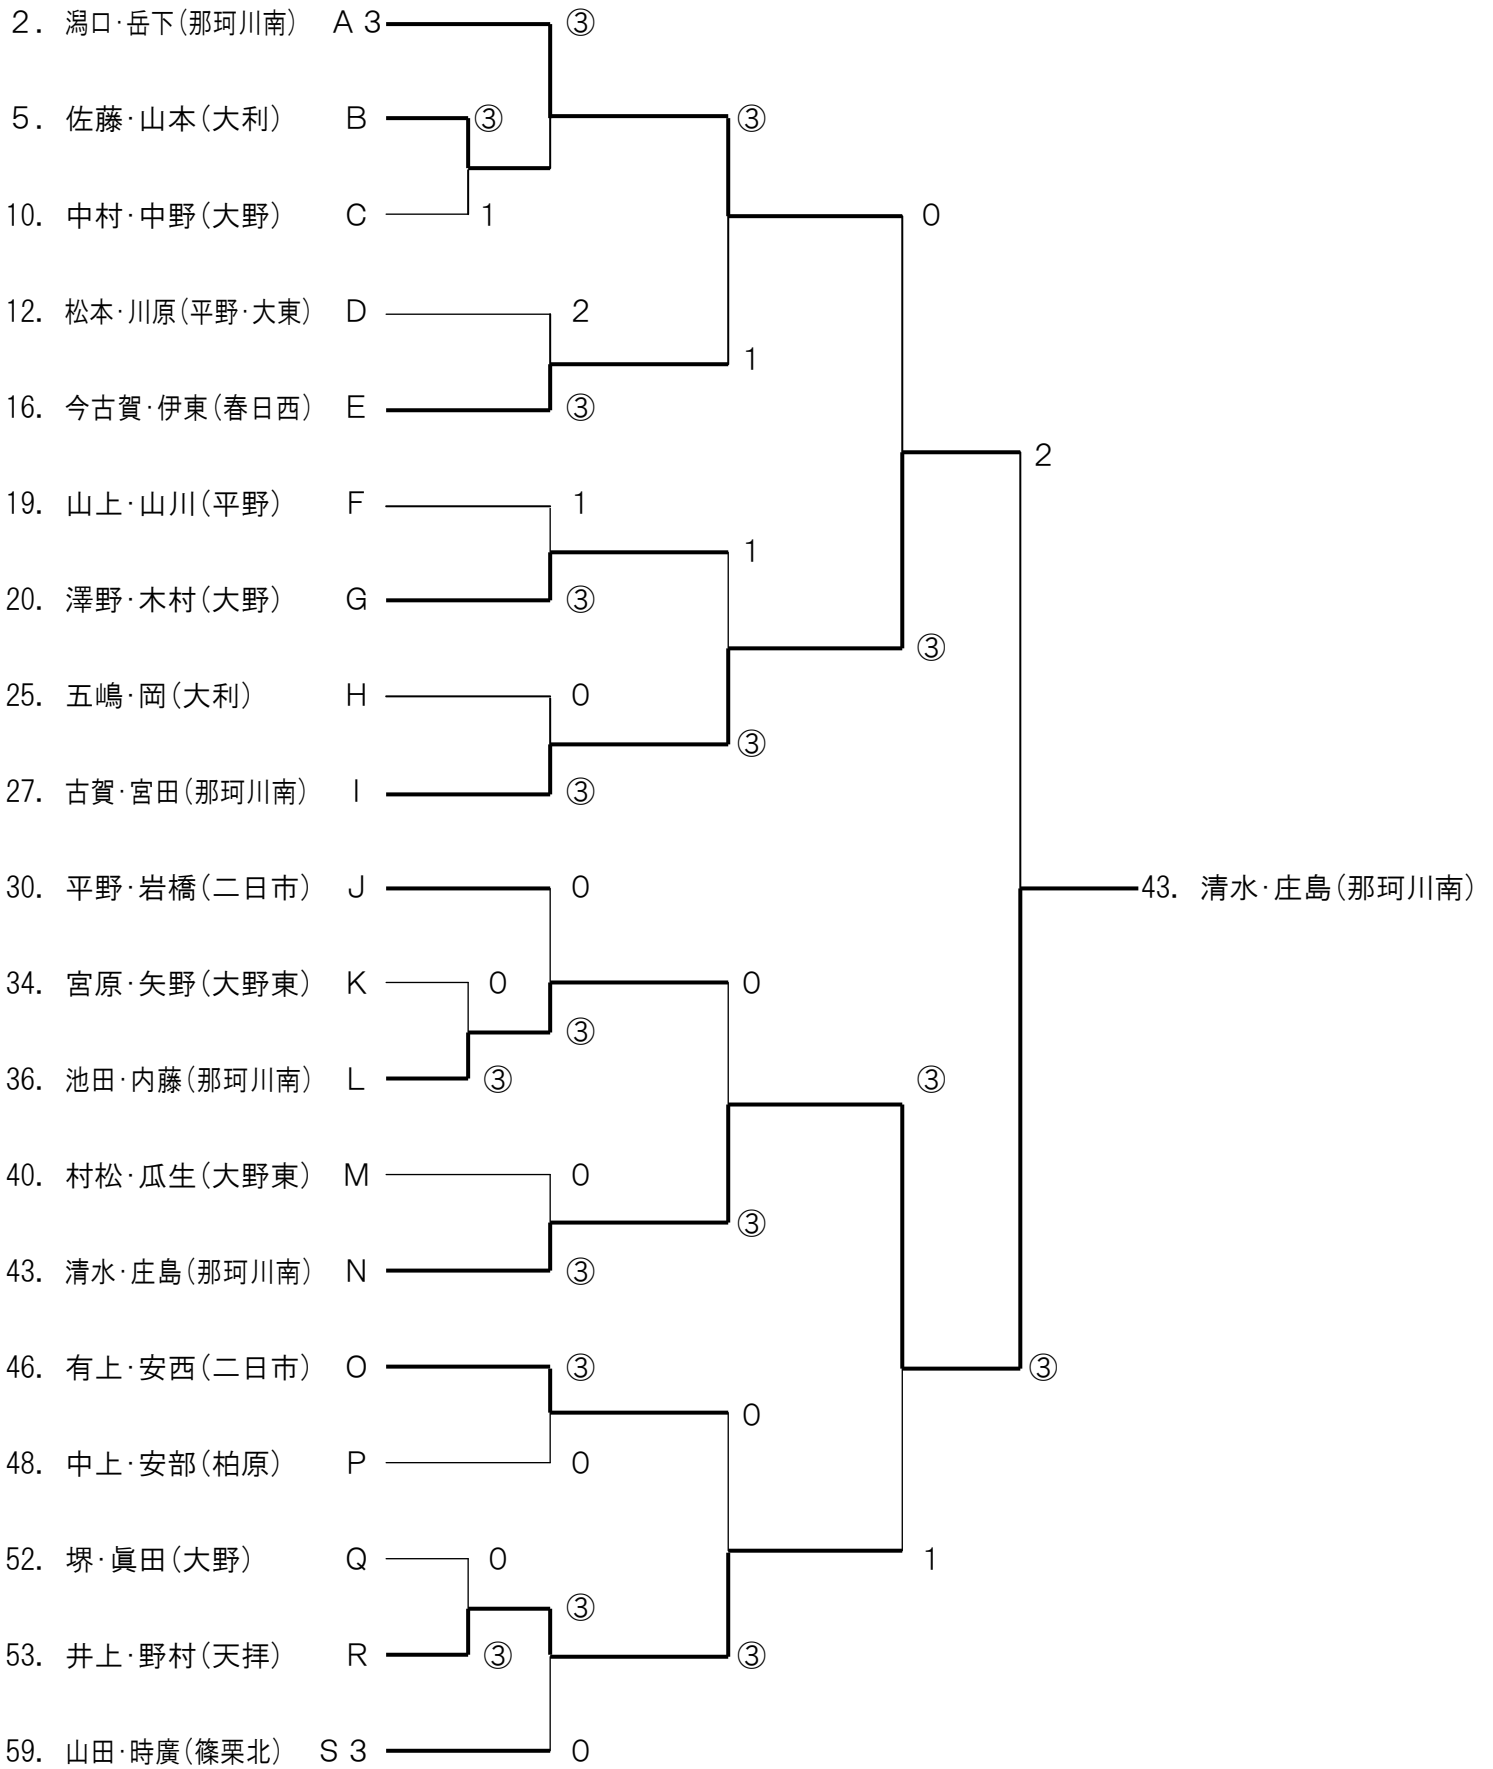 2. 潟口・岳下(那珂川南) A 3 ③
5. 佐藤・山本(大利) B ③ ③
10. 中村・中野(大野) C 1 0
12. 松本・川原(平野・大東) D 2
1
16. 今古賀・伊東(春日西) E ③
2
19. 山上・山川(平野) F 1
1
20. 澤野・木村(大野) G ③
③
25. 五嶋・岡(大利) H 0
③
27. 古賀・宮田(那珂川南) I ③
30. 平野・岩橋(二日市) J 0 43. 清水・庄島(那珂川南)
34. 宮原・矢野(大野東) K 0 0
③
36. 池田・内藤(那珂川南) L ③ ③
40. 村松・瓜生(大野東) M 0
③
43. 清水・庄島(那珂川南) N ③
46. 有上・安西(二日市) O ③ ③
0
48. 中上・安部(柏原) P 0
52. 堺・眞田(大野) Q 0 1
③
53. 井上・野村(天拝) R ③ ③
59. 山田・時廣(篠栗北) S 3 0